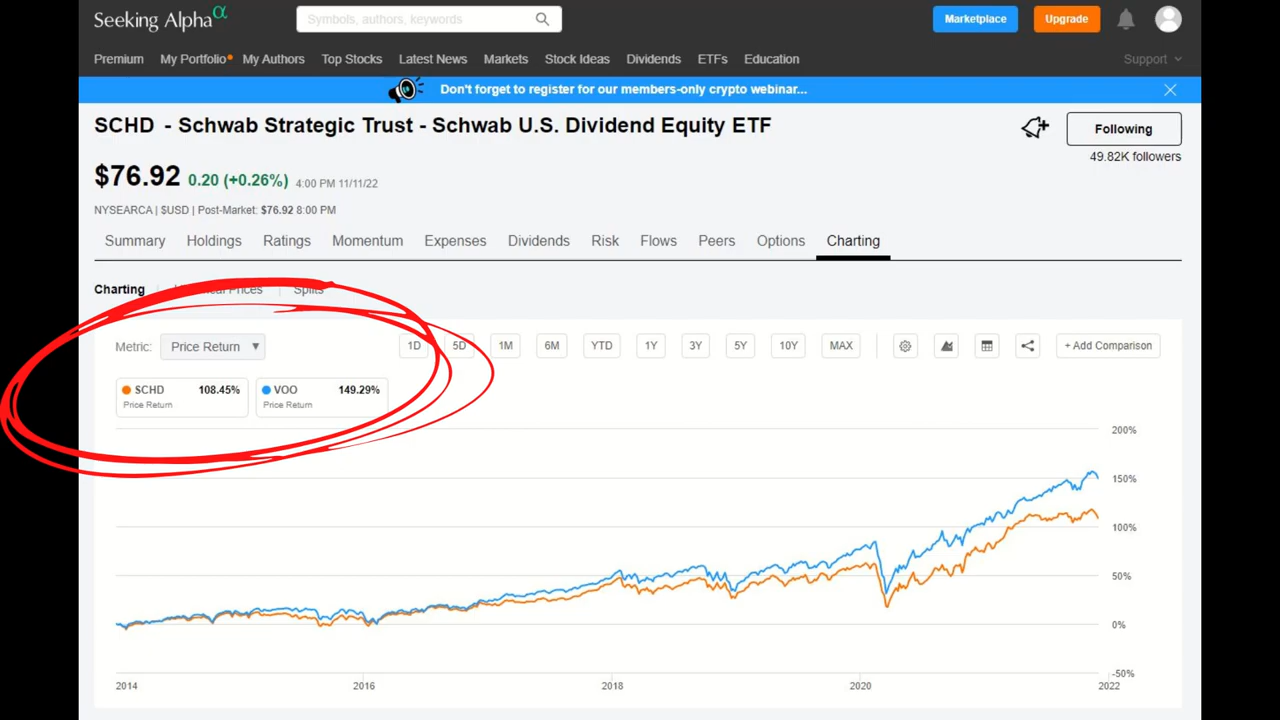 Seeking Alpha α
Symbols, authors, keywords
Marketplace
Upgrade
Premium My Portfolio My Authors Top Stocks Latest News Markets Stock Ideas Dividends ETFs Education Support
Don't forget to register for our members-only crypto webinar...
SCHD - Schwab Strategic Trust - Schwab U.S. Dividend Equity ETF
Following
49.82K followers
$76.92 0.20 (+0.26%) 4:00 PM 11/11/22
NYSEARCA | $USD | Post-Market: $76.92 8:00 PM
Summary Holdings Ratings Momentum Expenses Dividends Risk Flows Peers Options Charting
Charting Historical Prices Splits
Metric: Price Return 1D 5D 1M 6M YTD 1Y 3Y 5Y 10Y MAX + Add Comparison
SCHD 108.45% VOO 149.29%
Price Return Price Return
200%
150%
100%
50%
0%
-50%
2014 2016 2018 2020 2022